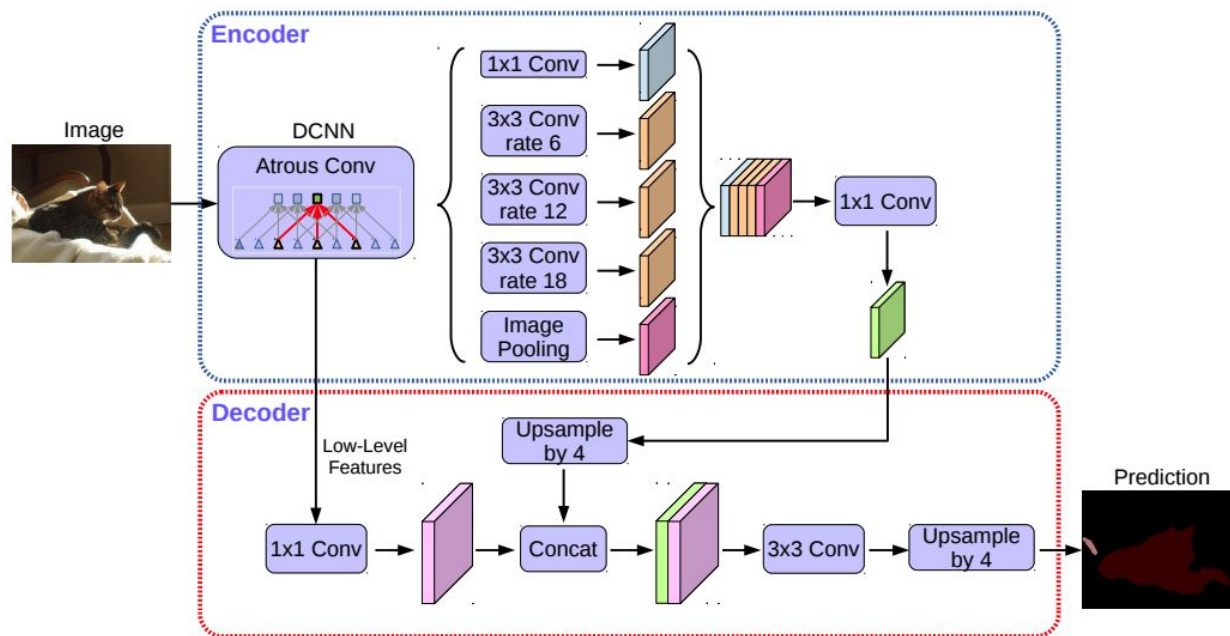 Encoder
Image
DCNN
Atrous Conv
1x1 Conv
3x3 Conv
rate 6
3x3 Conv
rate 12
3x3 Conv
rate 18
Image
Pooling
1x1 Conv
Decoder
Low-Level
Features
Upsample
by 4
1x1 Conv
Concat
3x3 Conv
Upsample
by 4
Prediction